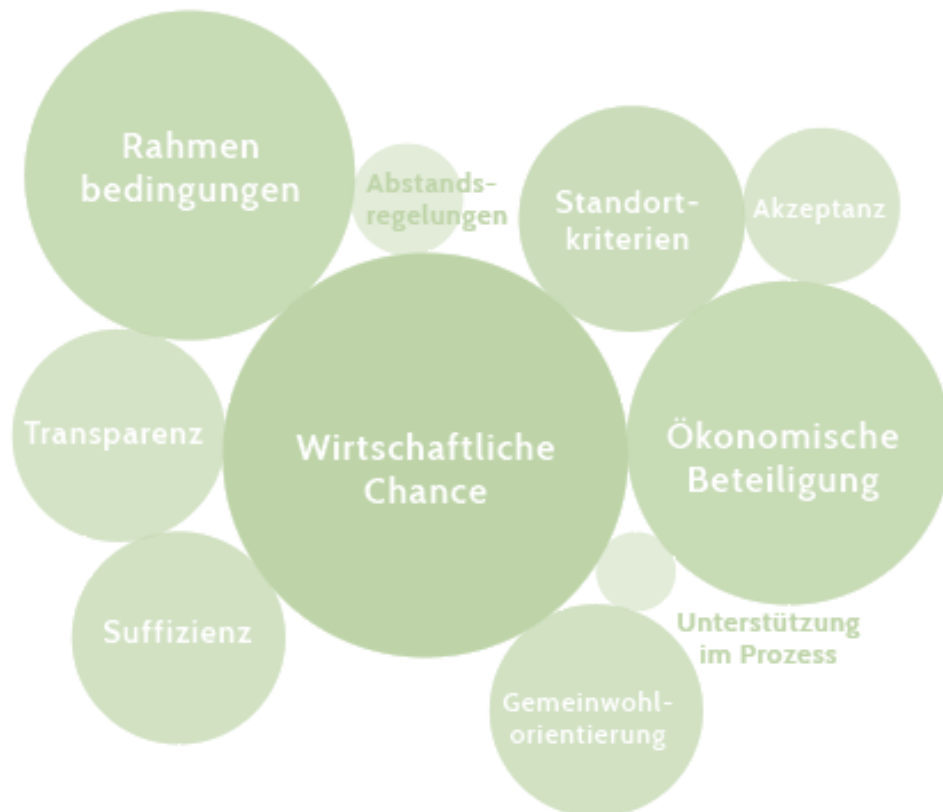 Rahmen
bedingungen
Abstands-
regelungen
Standort-
kriterien
Akzeptanz
Transparenz
Wirtschaftliche
Chance
Ökonomische
Beteiligung
Suffizienz
Unterstützung
im Prozess
Gemeinwohl-
orientierung